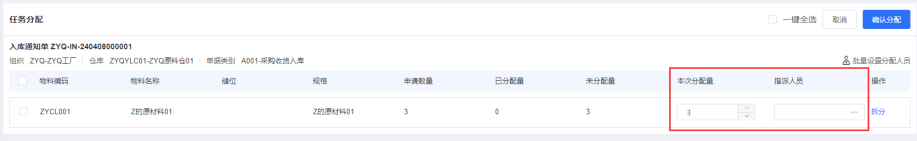 任务分配 一键全选 取消 确认分配
入库通知单 ZYQ-IN-240408000001
组织 ZYQ-ZYQ工厂 仓库 ZYQYLC01-ZYQ原料仓01 单据类别 A001-采购收货入库 批量设置分配人员
物料编码 物料名称 储位 规格 申请数量 已分配量 未分配量 本次分配量 指派人员 操作
ZYCL001 Z的原材料01 Z的原材料01 3 0 3 3 ... 拆分